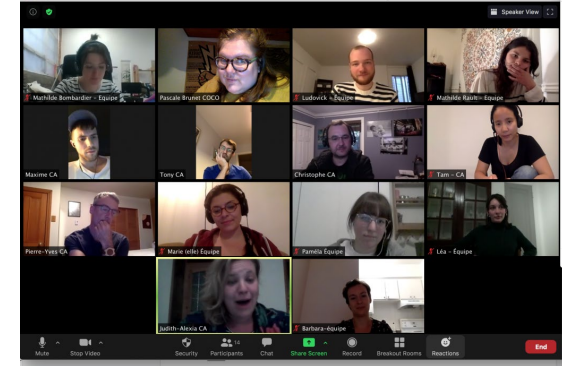 Speaker View
Mathilde Bombardier - Équipe
Pascale Brunet COCO
Ludovick - Équipe
Mathilde Rault - Équipe
Maxime CA
Tony CA
Christophe CA
Tam - CA
Pierre-Yves CA
Marie (elle) Équipe
Paméla Équipe
Léa - Équipe
Judith-Alexia CA
Barbara-équipe
14
Mute
Stop Video
Security
Participants
Chat
Share Screen
Record
Breakout Rooms
Reactions
End